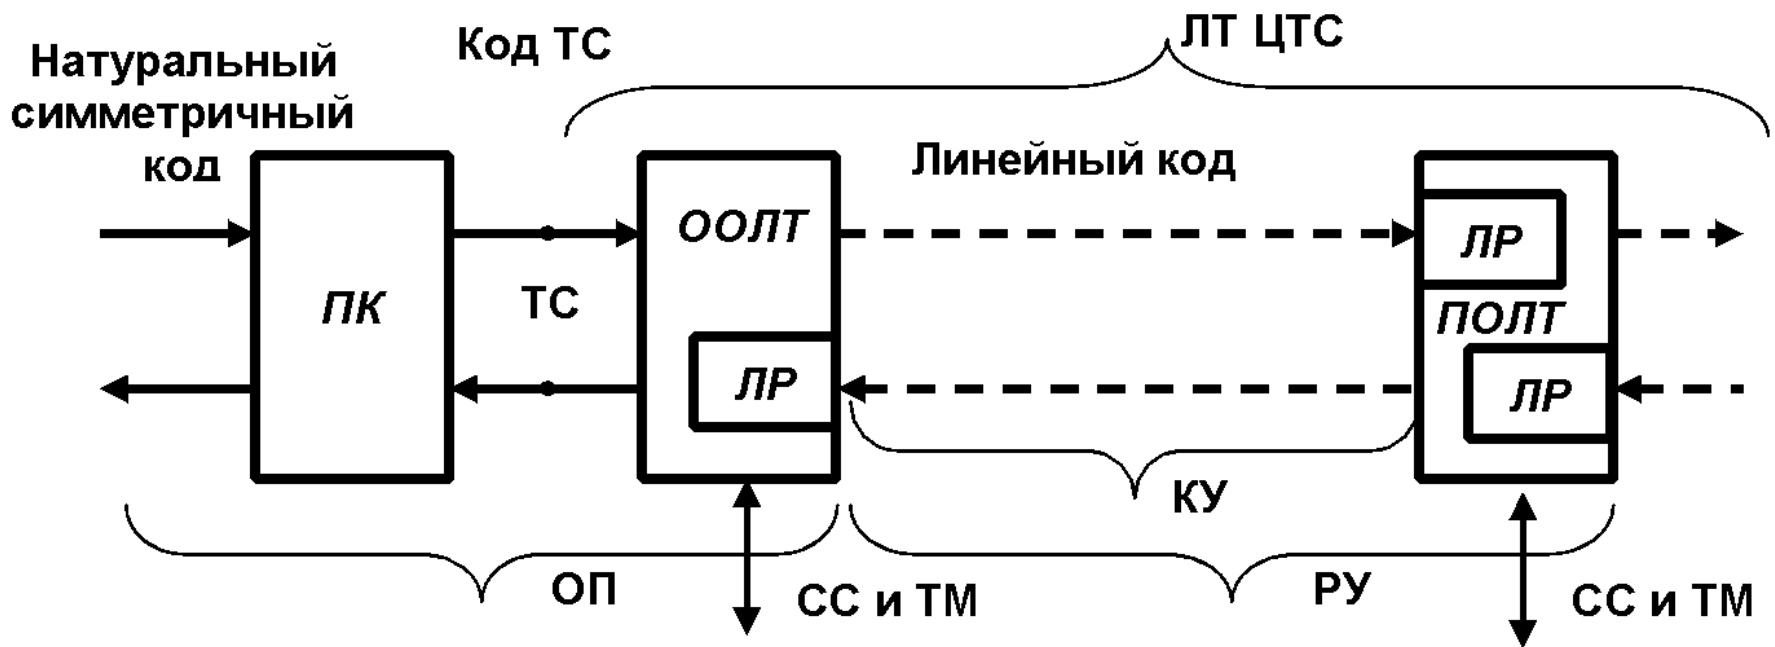 Код ТС
ЛТ ЦТС
Натуральный
симметричный
код
Линейный код
ООЛТ
ЛР
ПК
ТС
ПОЛТ
ЛР
ЛР
КУ
ОП
СС и ТМ
РУ
СС и ТМ